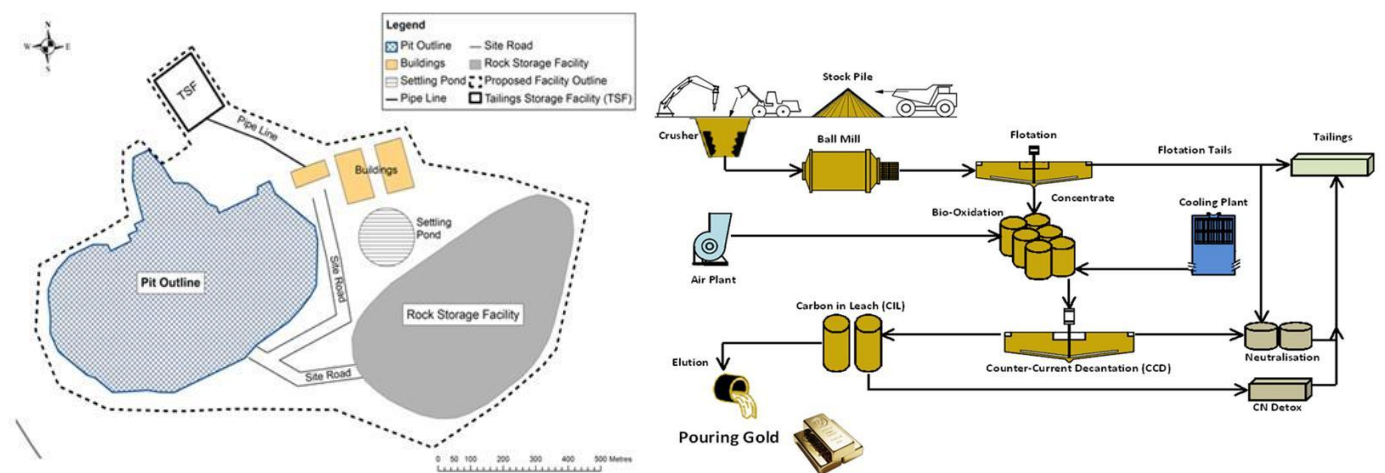 N
W E
S
Legend
Pit Outline
Site Road
Buildings
Rock Storage Facility
Settling Pond
Proposed Facility Outline
Pipe Line
Tailings Storage Facility (TSF)
TSF
Pipe Line
Buildings
Settling
Pond
Site Road
Pit Outline
Rock Storage Facility
Site Road
0 50 100 200 300 400 500 Metres
Stock Pile
Crusher
Ball Mill
Flotation
Flotation Tails
Tailings
Concentrate
Bio-Oxidation
Cooling Plant
Air Plant
Carbon in Leach (CIL)
Neutralisation
Elution
Counter-Current Decantation (CCD)
CN Detox
Pouring Gold